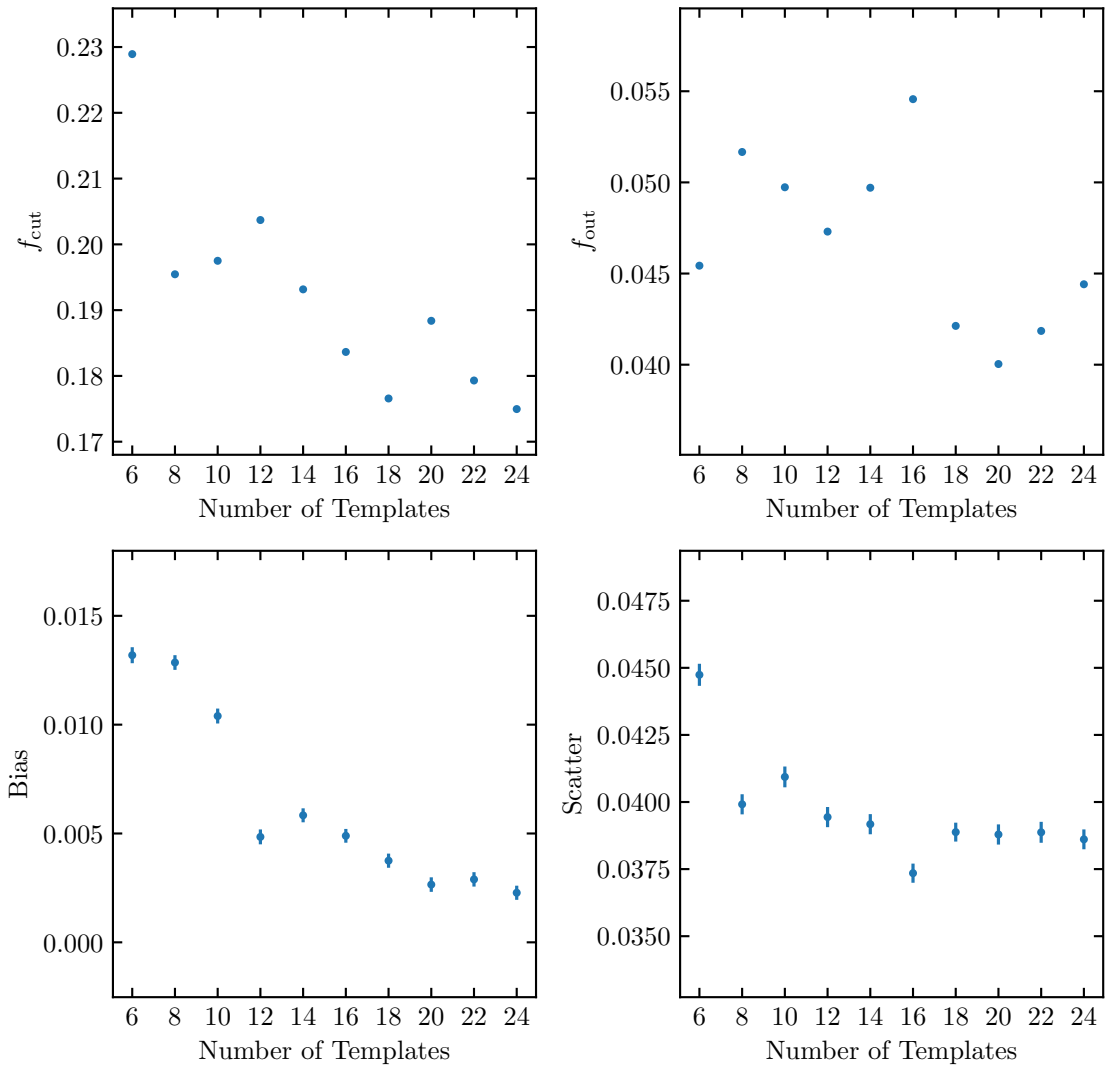 0.23
0.22
0.21
0.20
0.19
0.18
0.17
f_cut
6 8 10 12 14 16 18 20 22 24
Number of Templates
0.055
0.050
0.045
0.040
f_out
6 8 10 12 14 16 18 20 22 24
Number of Templates
0.015
0.010
0.005
0.000
Bias
6 8 10 12 14 16 18 20 22 24
Number of Templates
0.0475
0.0450
0.0425
0.0400
0.0375
0.0350
Scatter
6 8 10 12 14 16 18 20 22 24
Number of Templates